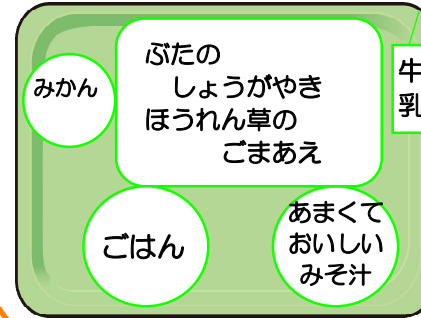 ぶたの
しょうがやき
ほうれん草の
ごまあえ
みかん
牛
乳
ごはん
あまくて
おいしい
みそ汁